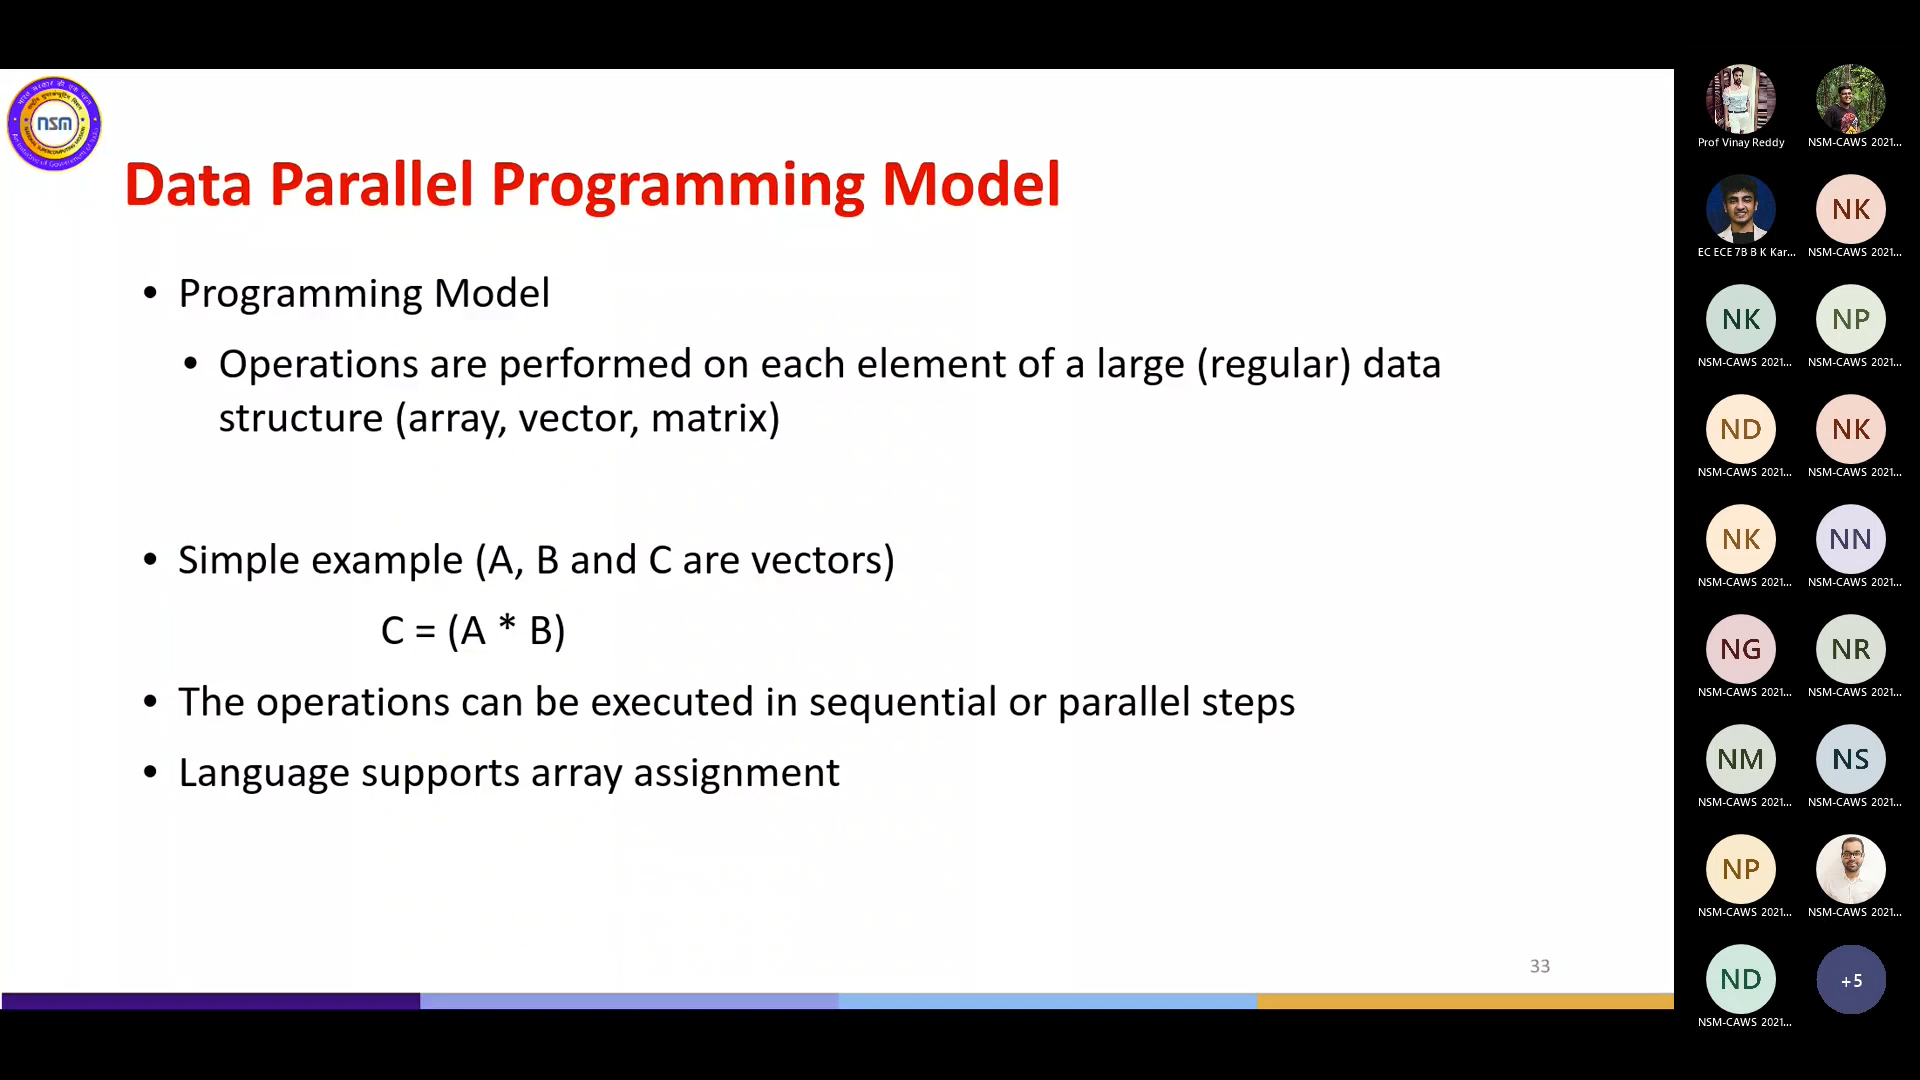 nsm
Data Parallel Programming Model
• Programming Model
• Operations are performed on each element of a large (regular) data
structure (array, vector, matrix)
• Simple example (A, B and C are vectors)
C = (A * B)
• The operations can be executed in sequential or parallel steps
• Language supports array assignment
33
Prof Vinay Reddy
NSM-CAWS 2021...
EC ECE 7B B K Kar...
NK
NSM-CAWS 2021...
NK
NSM-CAWS 2021...
NP
NSM-CAWS 2021...
ND
NSM-CAWS 2021...
NK
NSM-CAWS 2021...
NK
NSM-CAWS 2021...
NN
NSM-CAWS 2021...
NG
NSM-CAWS 2021...
NR
NSM-CAWS 2021...
NM
NSM-CAWS 2021...
NS
NSM-CAWS 2021...
NP
NSM-CAWS 2021...
NSM-CAWS 2021...
ND
NSM-CAWS 2021...
+5